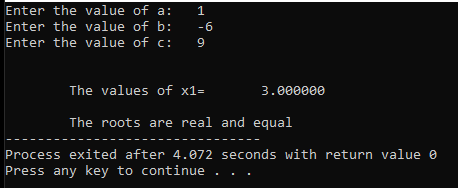 Enter the value of a:   1
Enter the value of b:   -6
Enter the value of c:   9
The values of x1=       3.000000
The roots are real and equal
--------------------------------
Process exited after 4.072 seconds with return value 0
Press any key to continue . . .